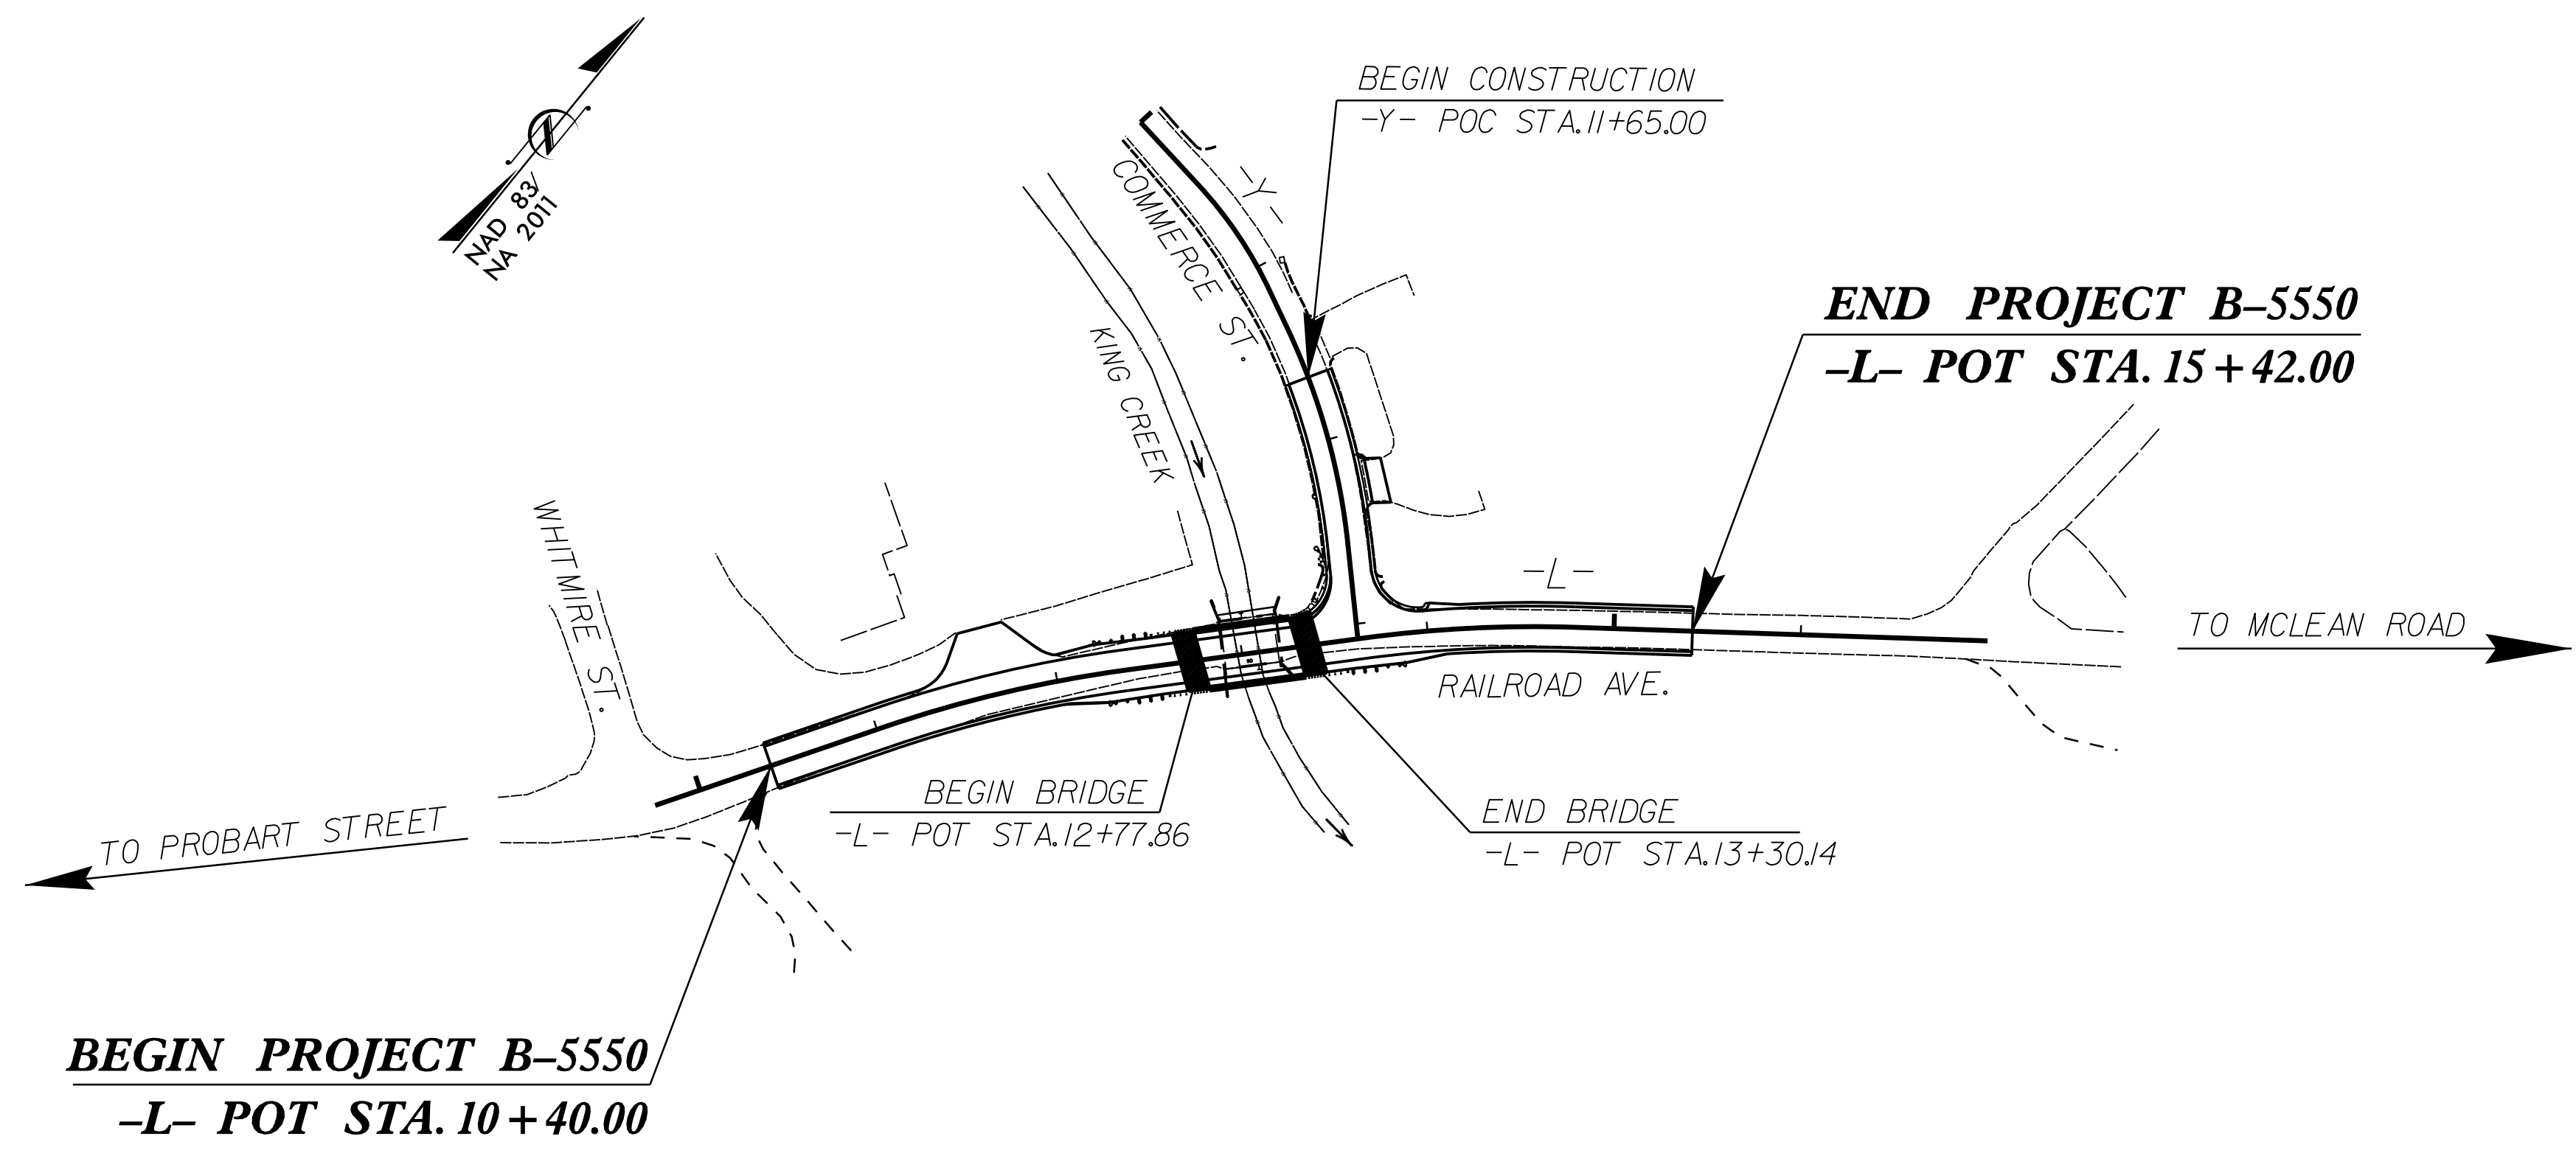 BEGIN CONSTRUCTION
-Y- POC STA.11+65.00
NAD 83/
NA 2011
COMMERCE ST.
-Y-
KING CREEK
END PROJECT B–5550
–L– POT STA. 15+42.00
WHITMIRE ST.
-L-
TO MCLEAN ROAD
RAILROAD AVE.
BEGIN BRIDGE
-L- POT STA.12+77.86
END BRIDGE
-L- POT STA.13+30.14
TO PROBART STREET
BEGIN PROJECT B–5550
–L– POT STA. 10+40.00